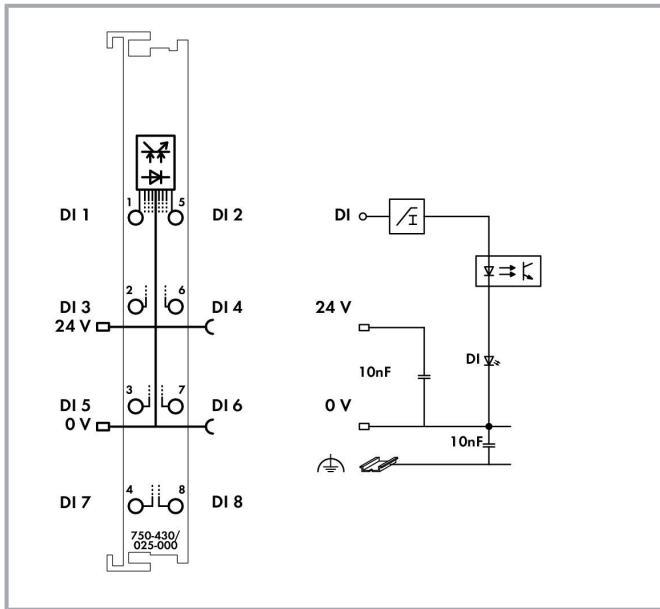 1 5
DI 1 DI 2 DI
2 6
DI 3 DI 4 24 V
24 V
DI
10nF
3 7
DI 5 DI 6 0 V
0 V
10nF
4 8
DI 7 DI 8
750-430/
025-000